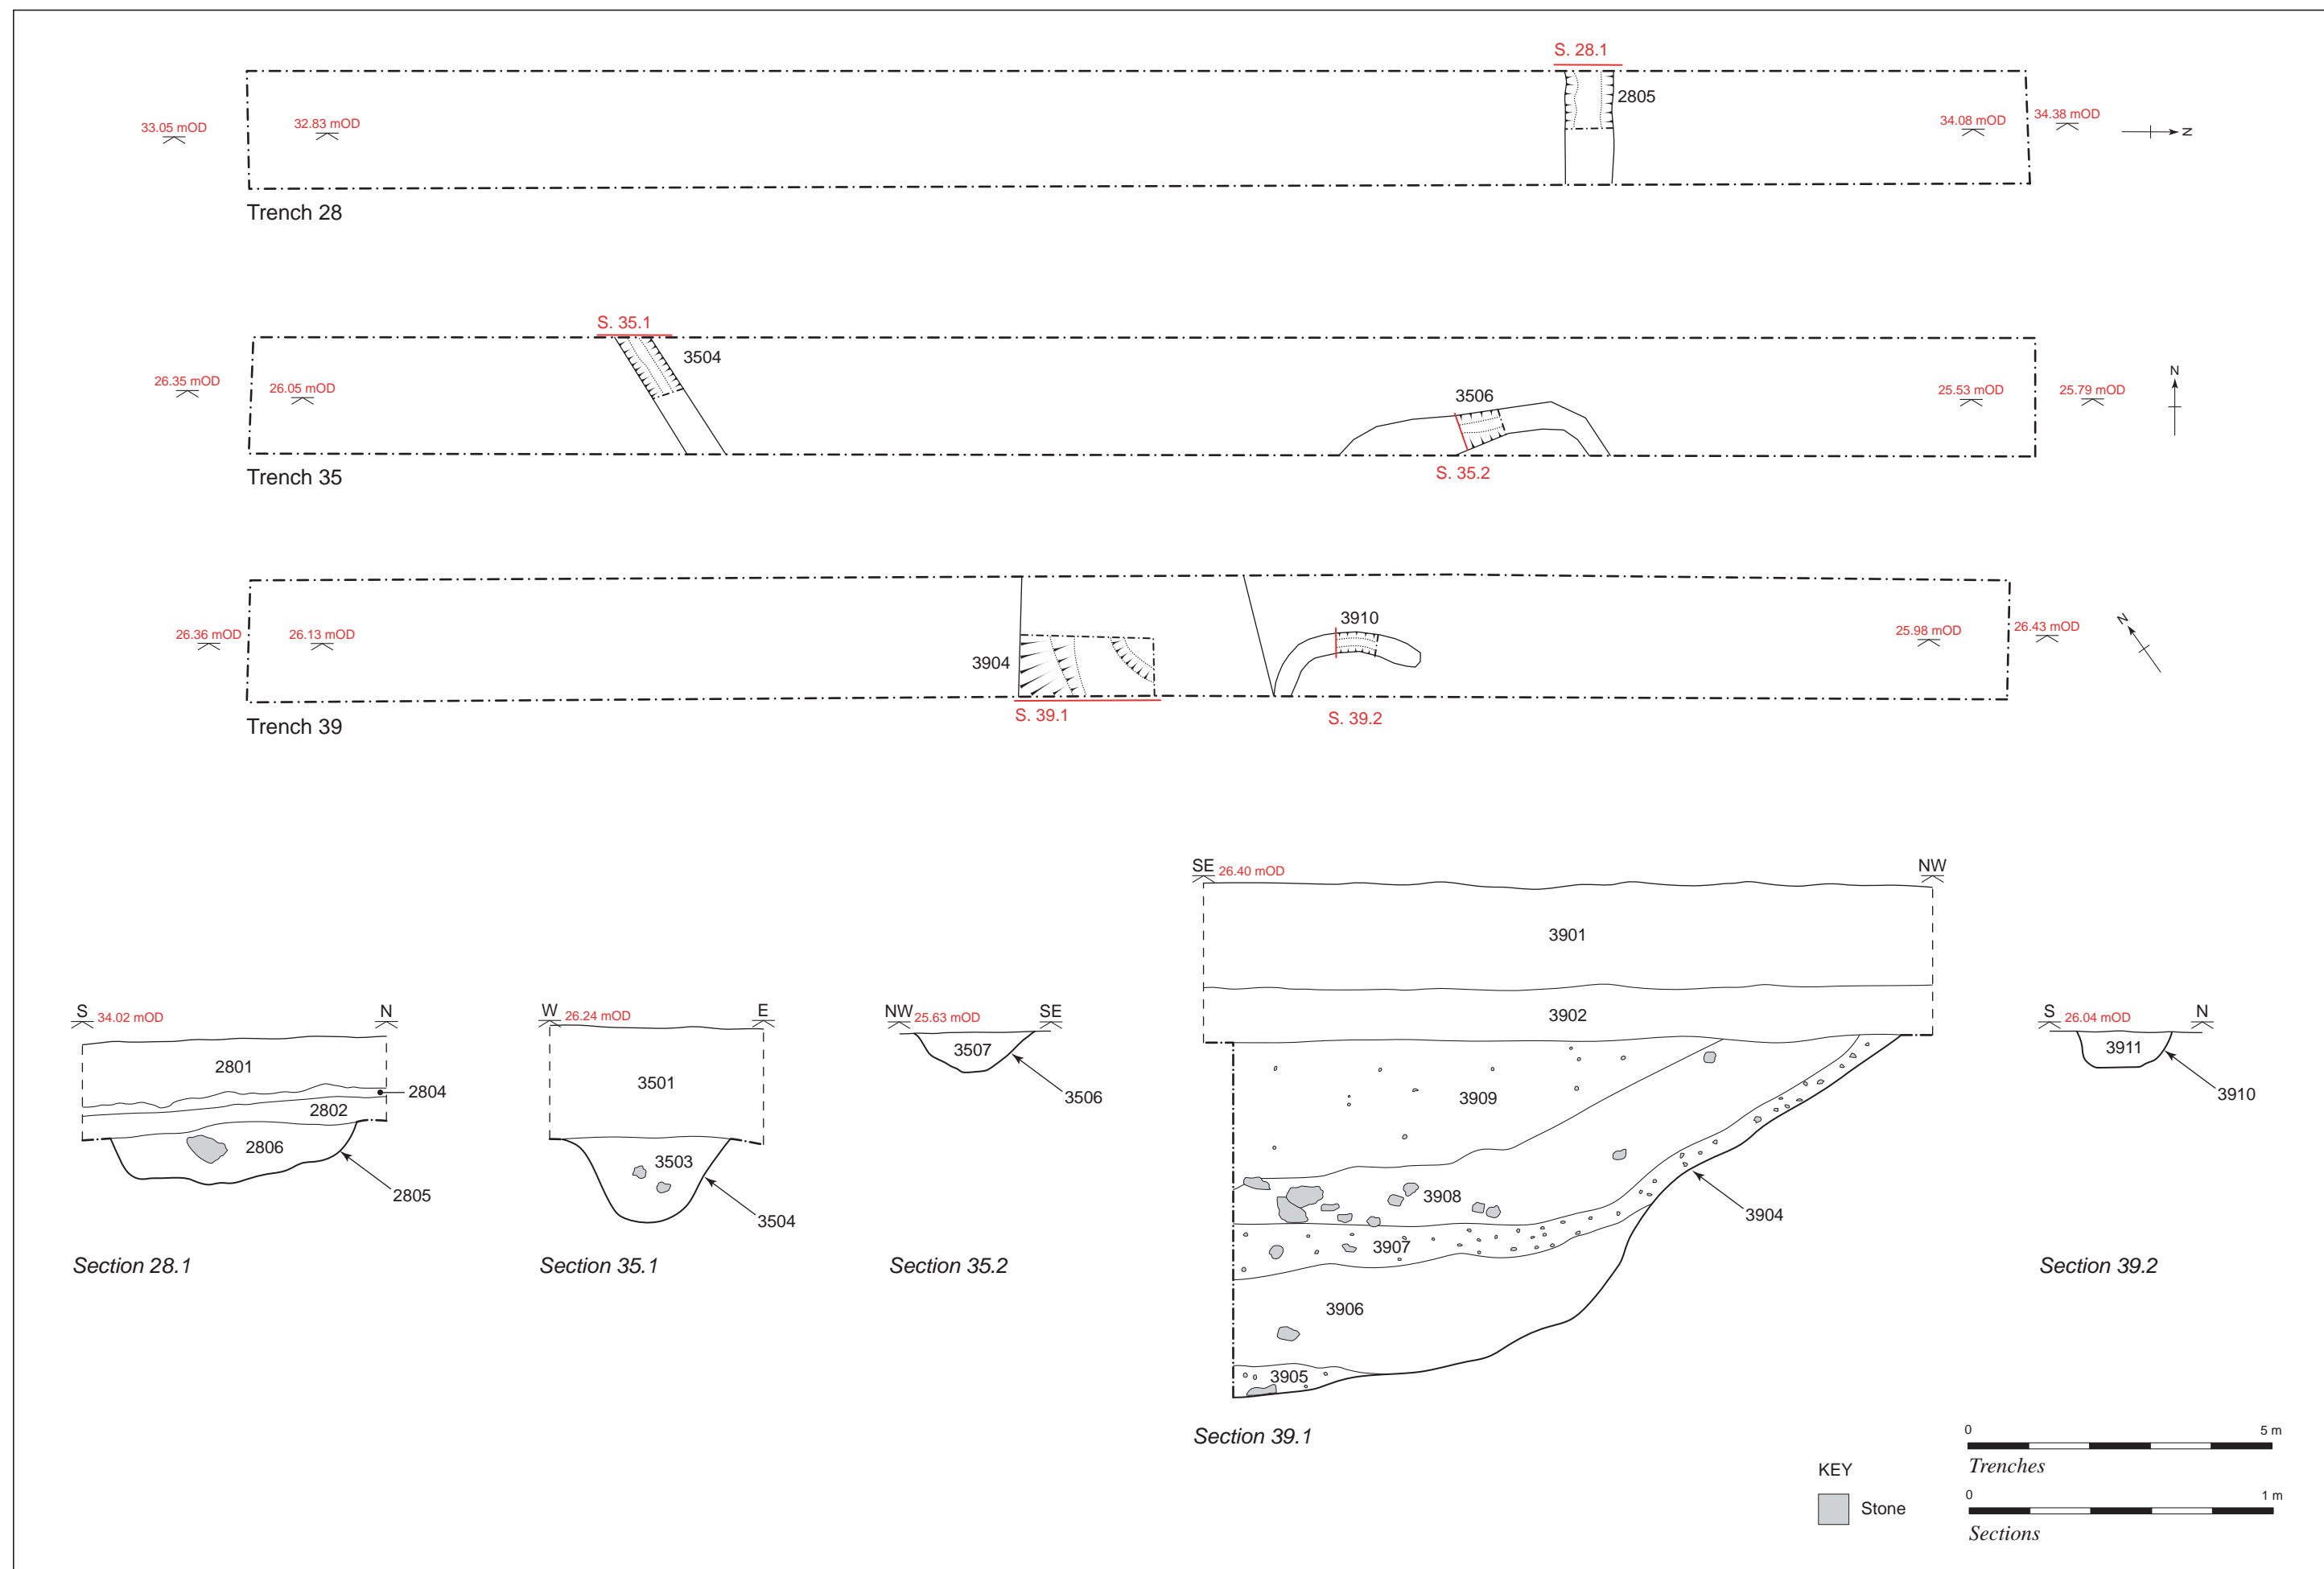 S. 28.1
2805
33.05 mOD
32.83 mOD
34.08 mOD
34.38 mOD
N
Trench 28
S. 35.1
3504
26.35 mOD
26.05 mOD
3506
25.53 mOD
25.79 mOD
N
S. 35.2
Trench 35
3910
26.36 mOD
26.13 mOD
3904
25.98 mOD
26.43 mOD
N
S. 39.1
S. 39.2
Trench 39
S 34.02 mOD N
2801
2804
2802
2806
2805
Section 28.1
W 26.24 mOD E
3501
3503
3504
Section 35.1
NW 25.63 mOD SE
3507
3506
Section 35.2
SE 26.40 mOD NW
3901
3902
3909
3908
3904
3907
3906
3905
Section 39.1
S 26.04 mOD N
3911
3910
Section 39.2
KEY
Stone
0 5 m
Trenches
0 1 m
Sections